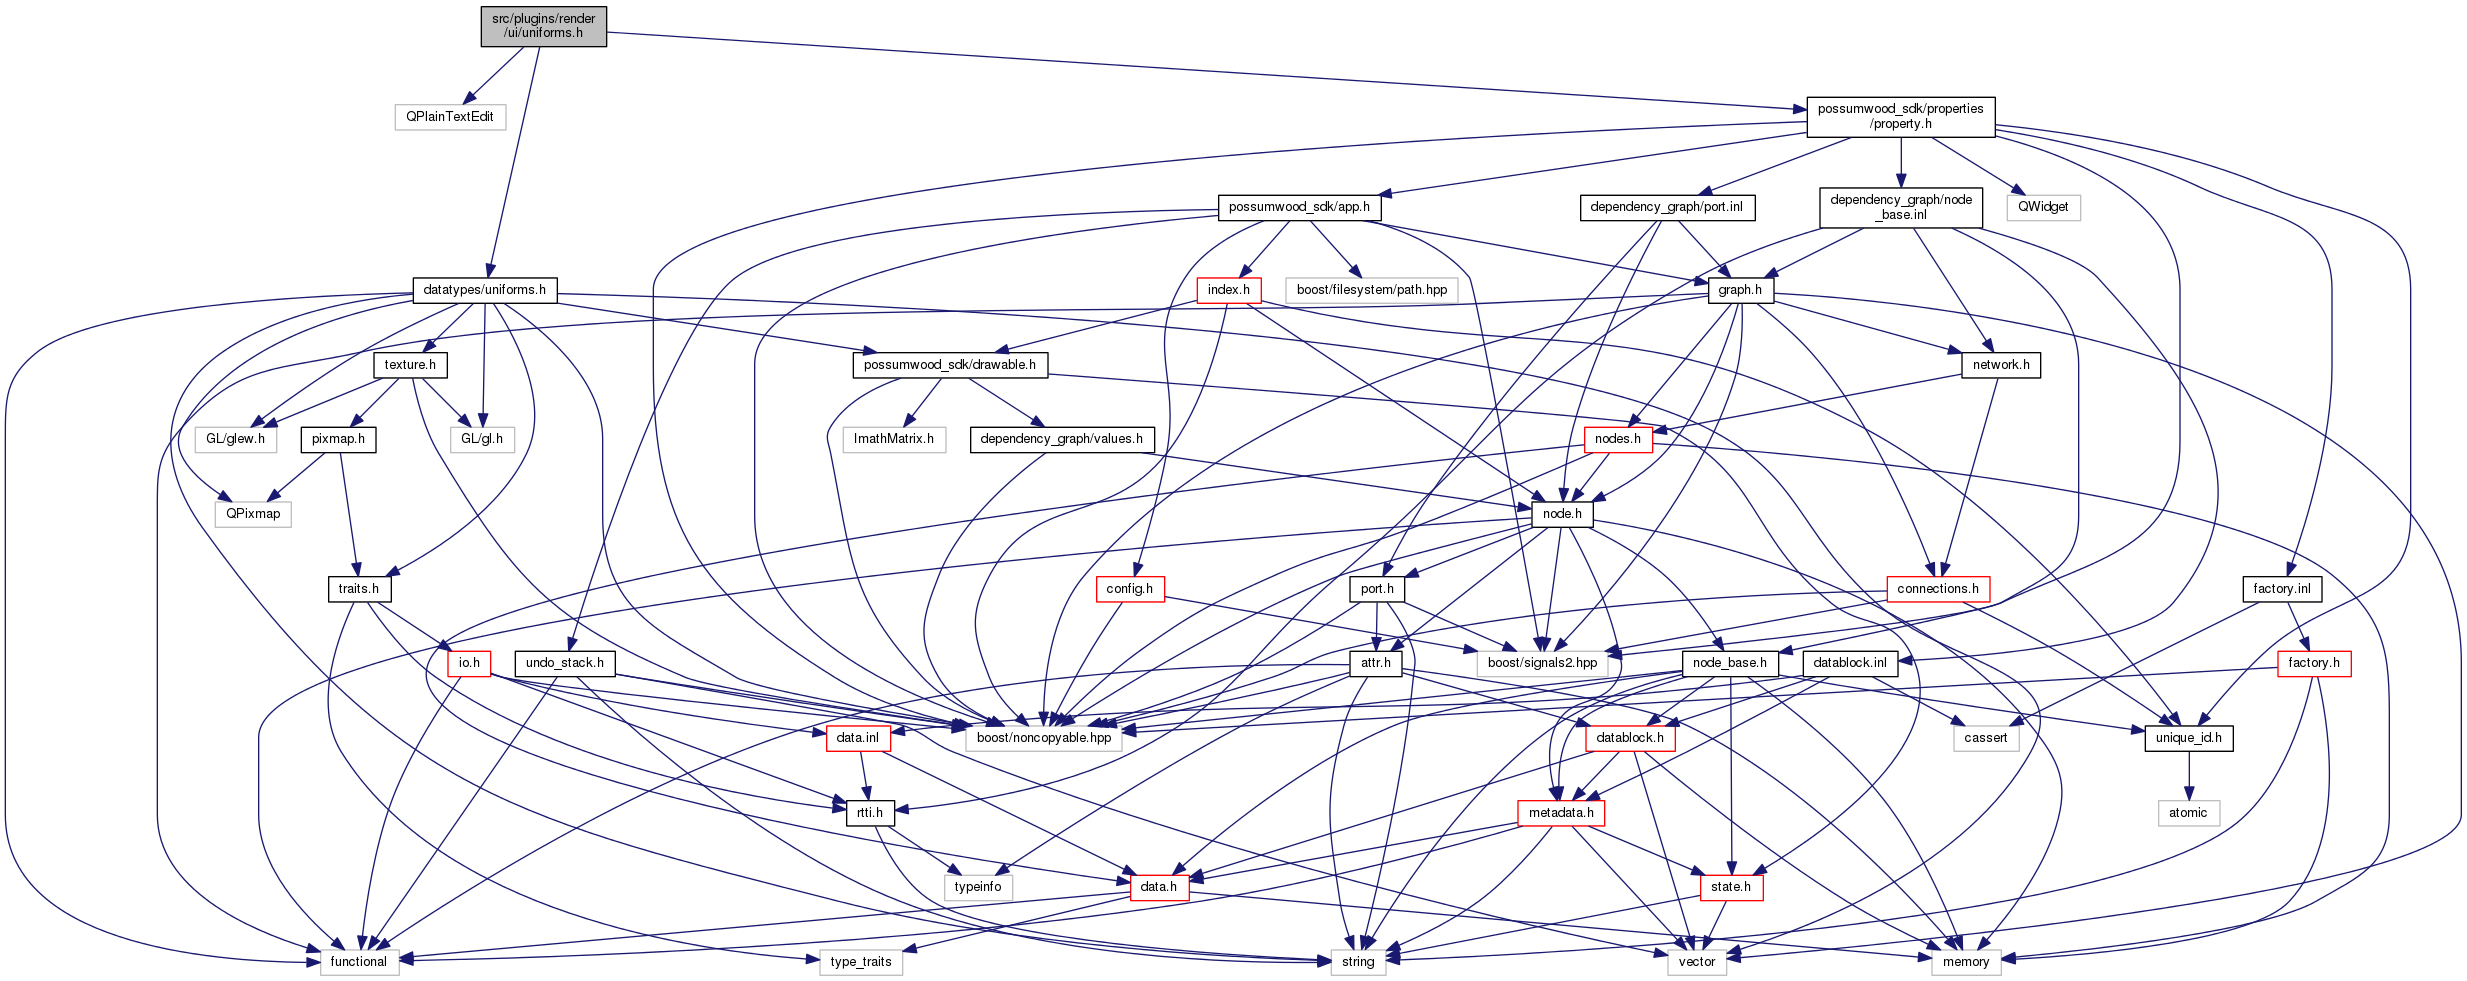 src/plugins/render
/ui/uniforms.h
QPlainTextEdit
possumwood_sdk/properties
/property.h
possumwood_sdk/app.h
dependency_graph/port.inl
dependency_graph/node
_base.inl
QWidget
datatypes/uniforms.h
index.h
boost/filesystem/path.hpp
graph.h
texture.h
possumwood_sdk/drawable.h
network.h
GL/glew.h
pixmap.h
GL/gl.h
ImathMatrix.h
dependency_graph/values.h
nodes.h
QPixmap
node.h
traits.h
config.h
port.h
connections.h
factory.inl
io.h
undo_stack.h
boost/signals2.hpp
attr.h
node_base.h
datablock.inl
factory.h
data.inl
boost/noncopyable.hpp
datablock.h
cassert
unique_id.h
rtti.h
metadata.h
atomic
typeinfo
data.h
state.h
functional
type_traits
string
vector
memory